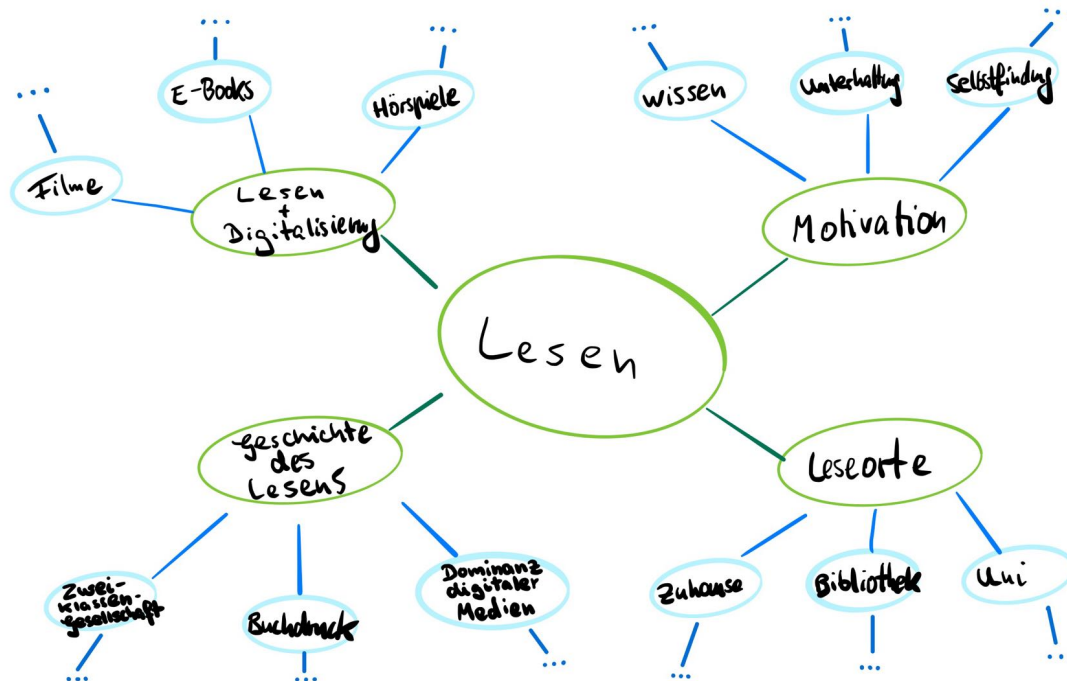 ...
E-Books
...
Hörspiele
...
Filme
Lesen
+
Digitalisierung
...
Wissen
...
Unterhaltung
..
Selbstfindung
Motivation
Lesen
Geschichte
des
Lesens
Zwei-
klassen-
gesellschaft
...
Buchdruck
...
Dominanz
digitaler
Medien
...
Leseorte
Zuhause
...
Bibliothek
...
Uni
..